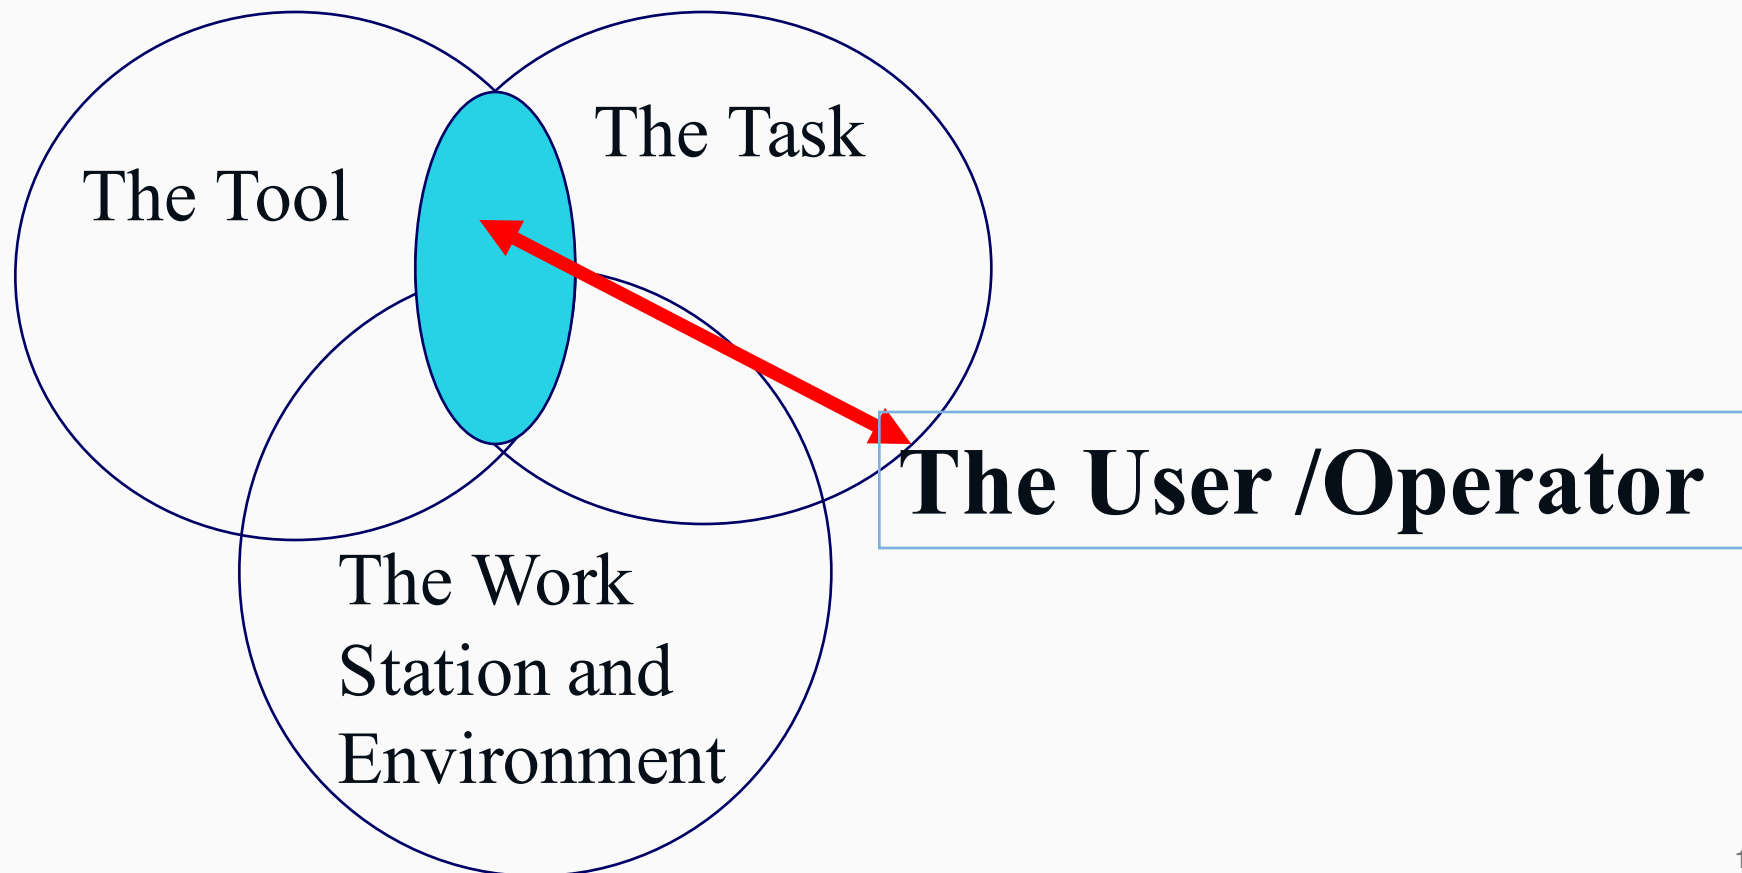 The Task
The Tool
The User /Operator
The Work
Station and
Environment